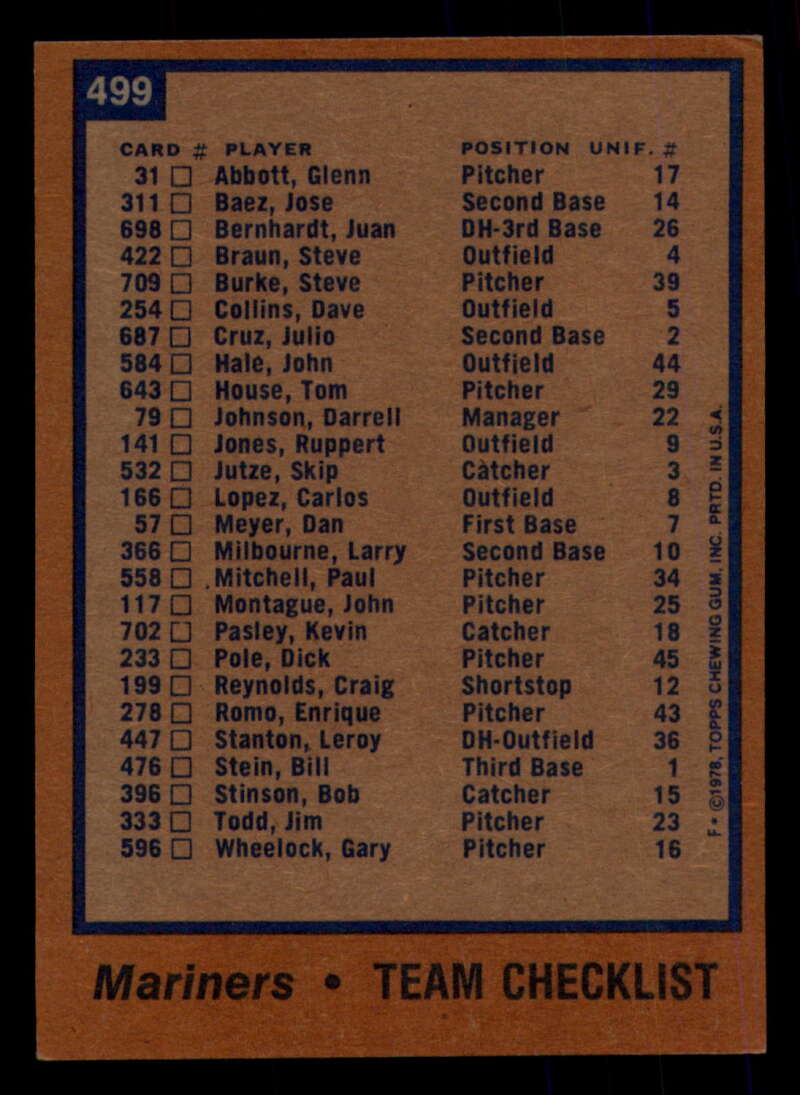 499
CARD # PLAYER POSITION UNIF. #
31 □ Abbott, Glenn Pitcher 17
311 □ Baez, Jose Second Base 14
698 □ Bernhardt, Juan DH-3rd Base 26
422 □ Braun, Steve Outfield 4
709 □ Burke, Steve Pitcher 39
254 □ Collins, Dave Outfield 5
687 □ Cruz, Julio Second Base 2
584 □ Hale, John Outfield 44
643 □ House, Tom Pitcher 29
79 □ Johnson, Darrell Manager 22
141 □ Jones, Ruppert Outfield 9
532 □ Jutze, Skip Catcher 3
166 □ Lopez, Carlos Outfield 8
57 □ Meyer, Dan First Base 7
366 □ Milbourne, Larry Second Base 10
558 □ Mitchell, Paul Pitcher 34
117 □ Montague, John Pitcher 25
702 □ Pasley, Kevin Catcher 18
233 □ Pole, Dick Pitcher 45
199 □ Reynolds, Craig Shortstop 12
278 □ Romo, Enrique Pitcher 43
447 □ Stanton, Leroy DH-Outfield 36
476 □ Stein, Bill Third Base 1
396 □ Stinson, Bob Catcher 15
333 □ Todd, Jim Pitcher 23
596 □ Wheelock, Gary Pitcher 16
F* ©1978, TOPPS CHEWING GUM, INC. PRTD. IN U.S.A.
Mariners • TEAM CHECKLIST